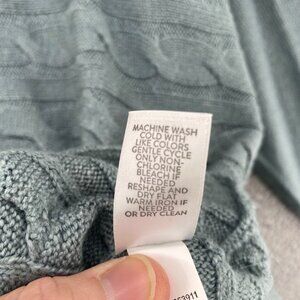 MACHINE WASH
COLD WITH
LIKE COLORS
GENTLE CYCLE
ONLY NON-
CHLORINE
BLEACH IF
NEEDED
RESHAPE AND
DRY FLAT
WARM IRON IF
NEEDED
OR DRY CLEAN